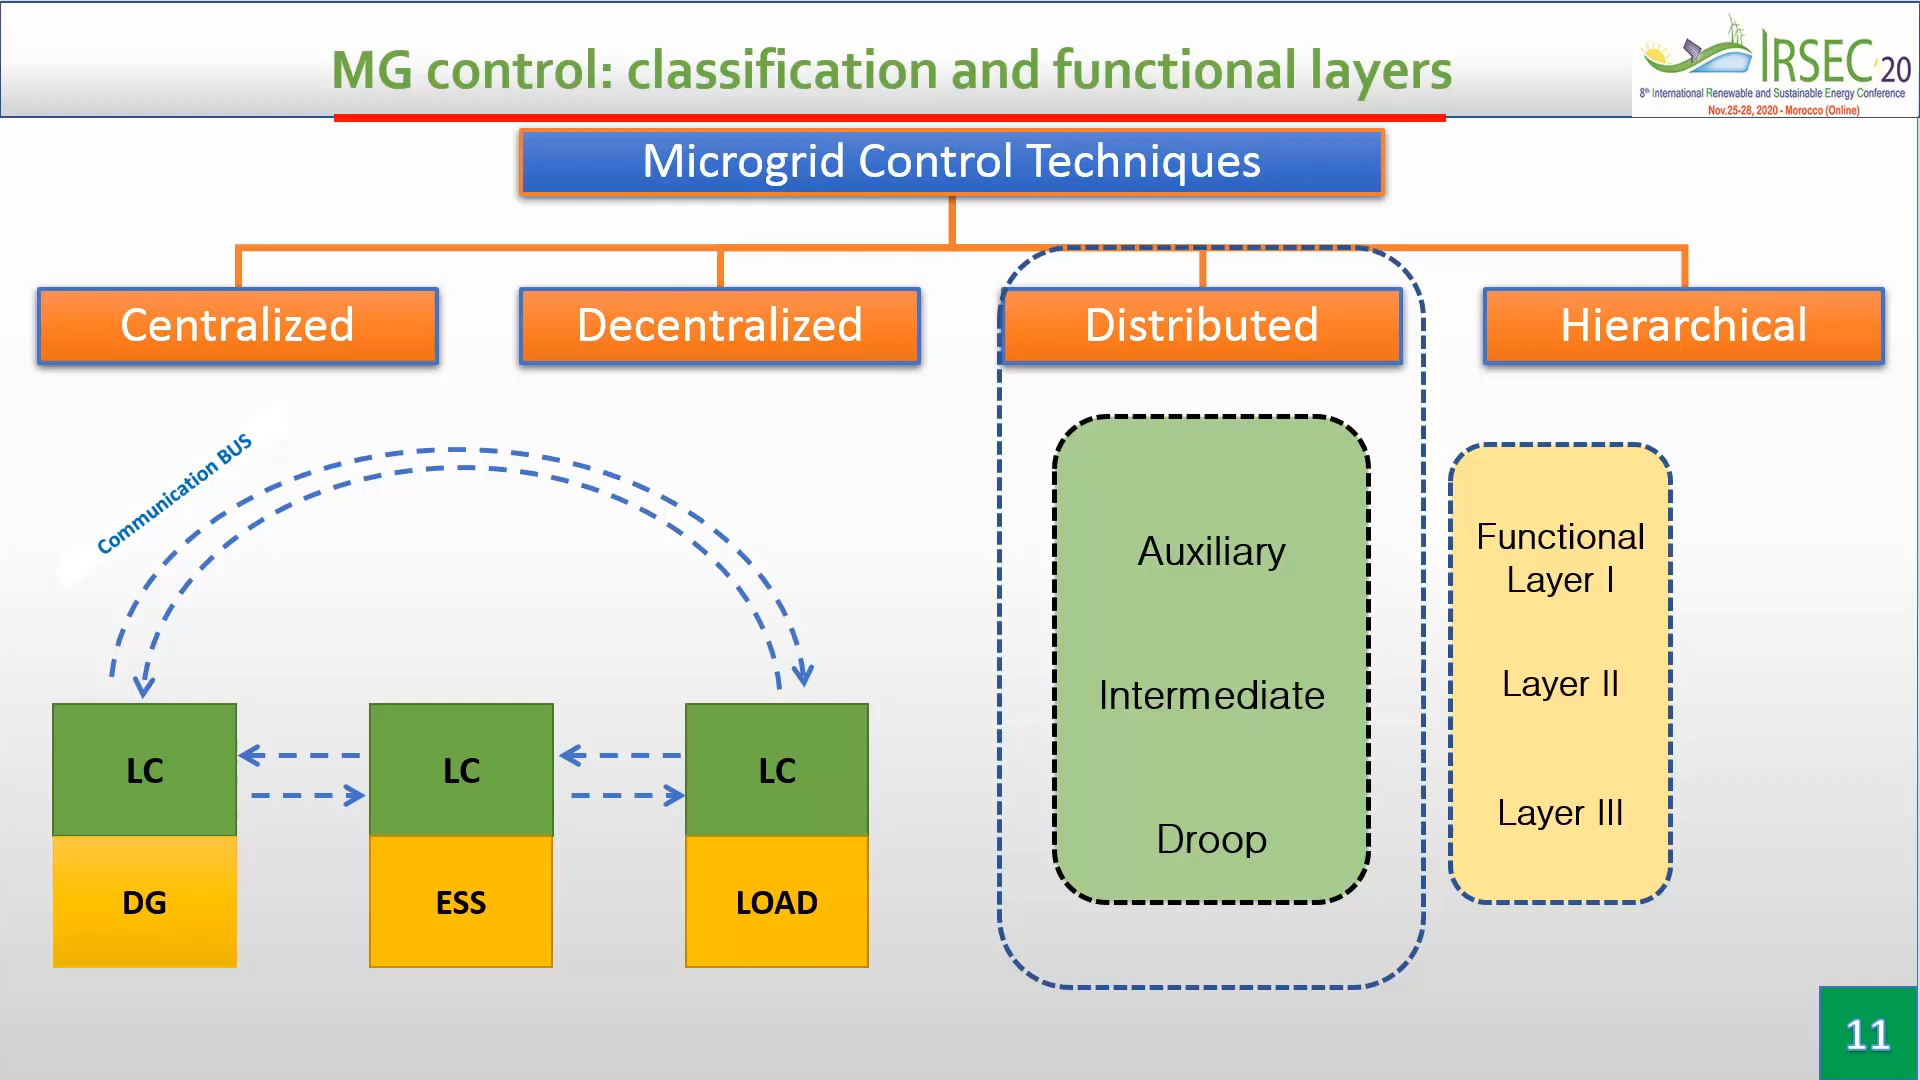 MG control: classification and functional layers
IRSEC'20
8th International Renewable and Sustainable Energy Conference
Nov.25-28, 2020 - Morocco (Online)
Microgrid Control Techniques
Centralized
Decentralized
Distributed
Hierarchical
Communication BUS
LC
LC
LC
DG
ESS
LOAD
Auxiliary
Intermediate
Droop
Functional
Layer I
Layer II
Layer III
11